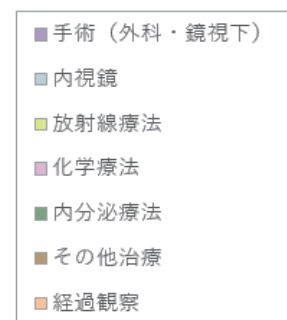 手術（外科・鏡視下）
内視鏡
放射線療法
化学療法
内分泌療法
その他治療
経過観察